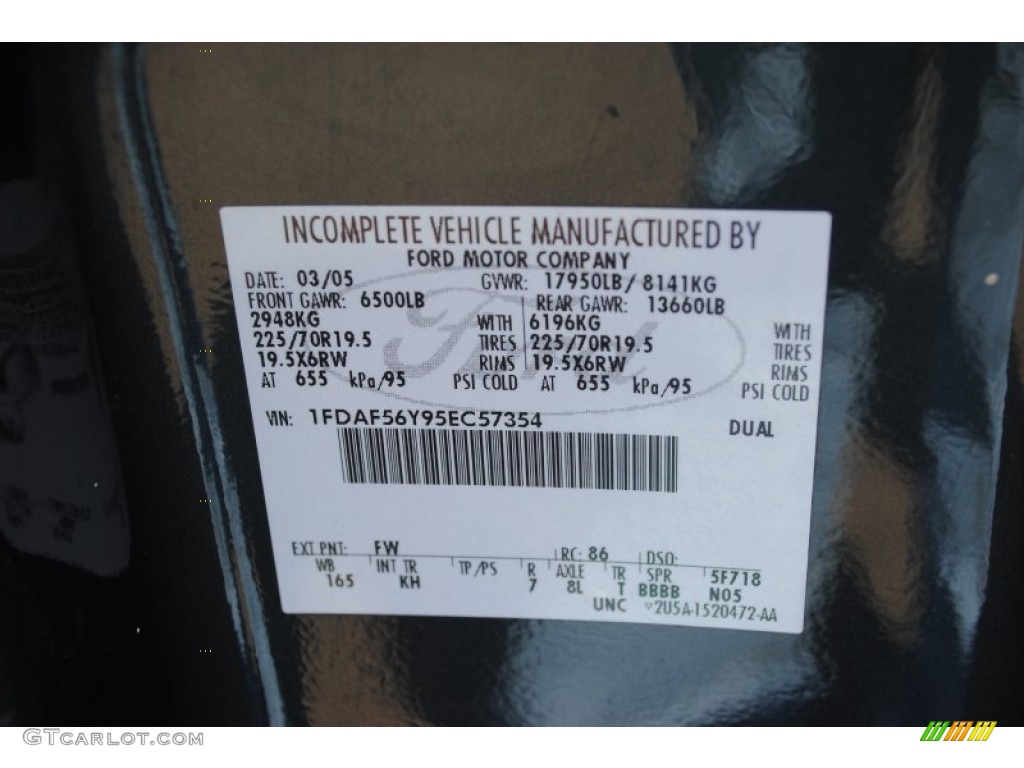 INCOMPLETE VEHICLE MANUFACTURED BY
FORD MOTOR COMPANY
DATE: 03/05 GVWR: 17950LB/ 8141KG
FRONT GAWR: 6500LB REAR GAWR: 13660LB
2948KG WITH 6196KG WITH
225/70R19.5 TIRES 225/70R19.5 TIRES
19.5X6RW RIMS 19.5X6RW RIMS
AT 655 kPa/95 PSI COLD AT 655 kPa/95 PSI COLD
VIN: 1FDAF56Y95EC57354 DUAL
EXT PNT: FW RC: 86 DSO:
WB INT TR TP/PS R AXLE TR SPR 5F718
165 KH 7 8L T BBBB N05
UNC 2U5A-1520472-AA
Ford
GTCarLot.com